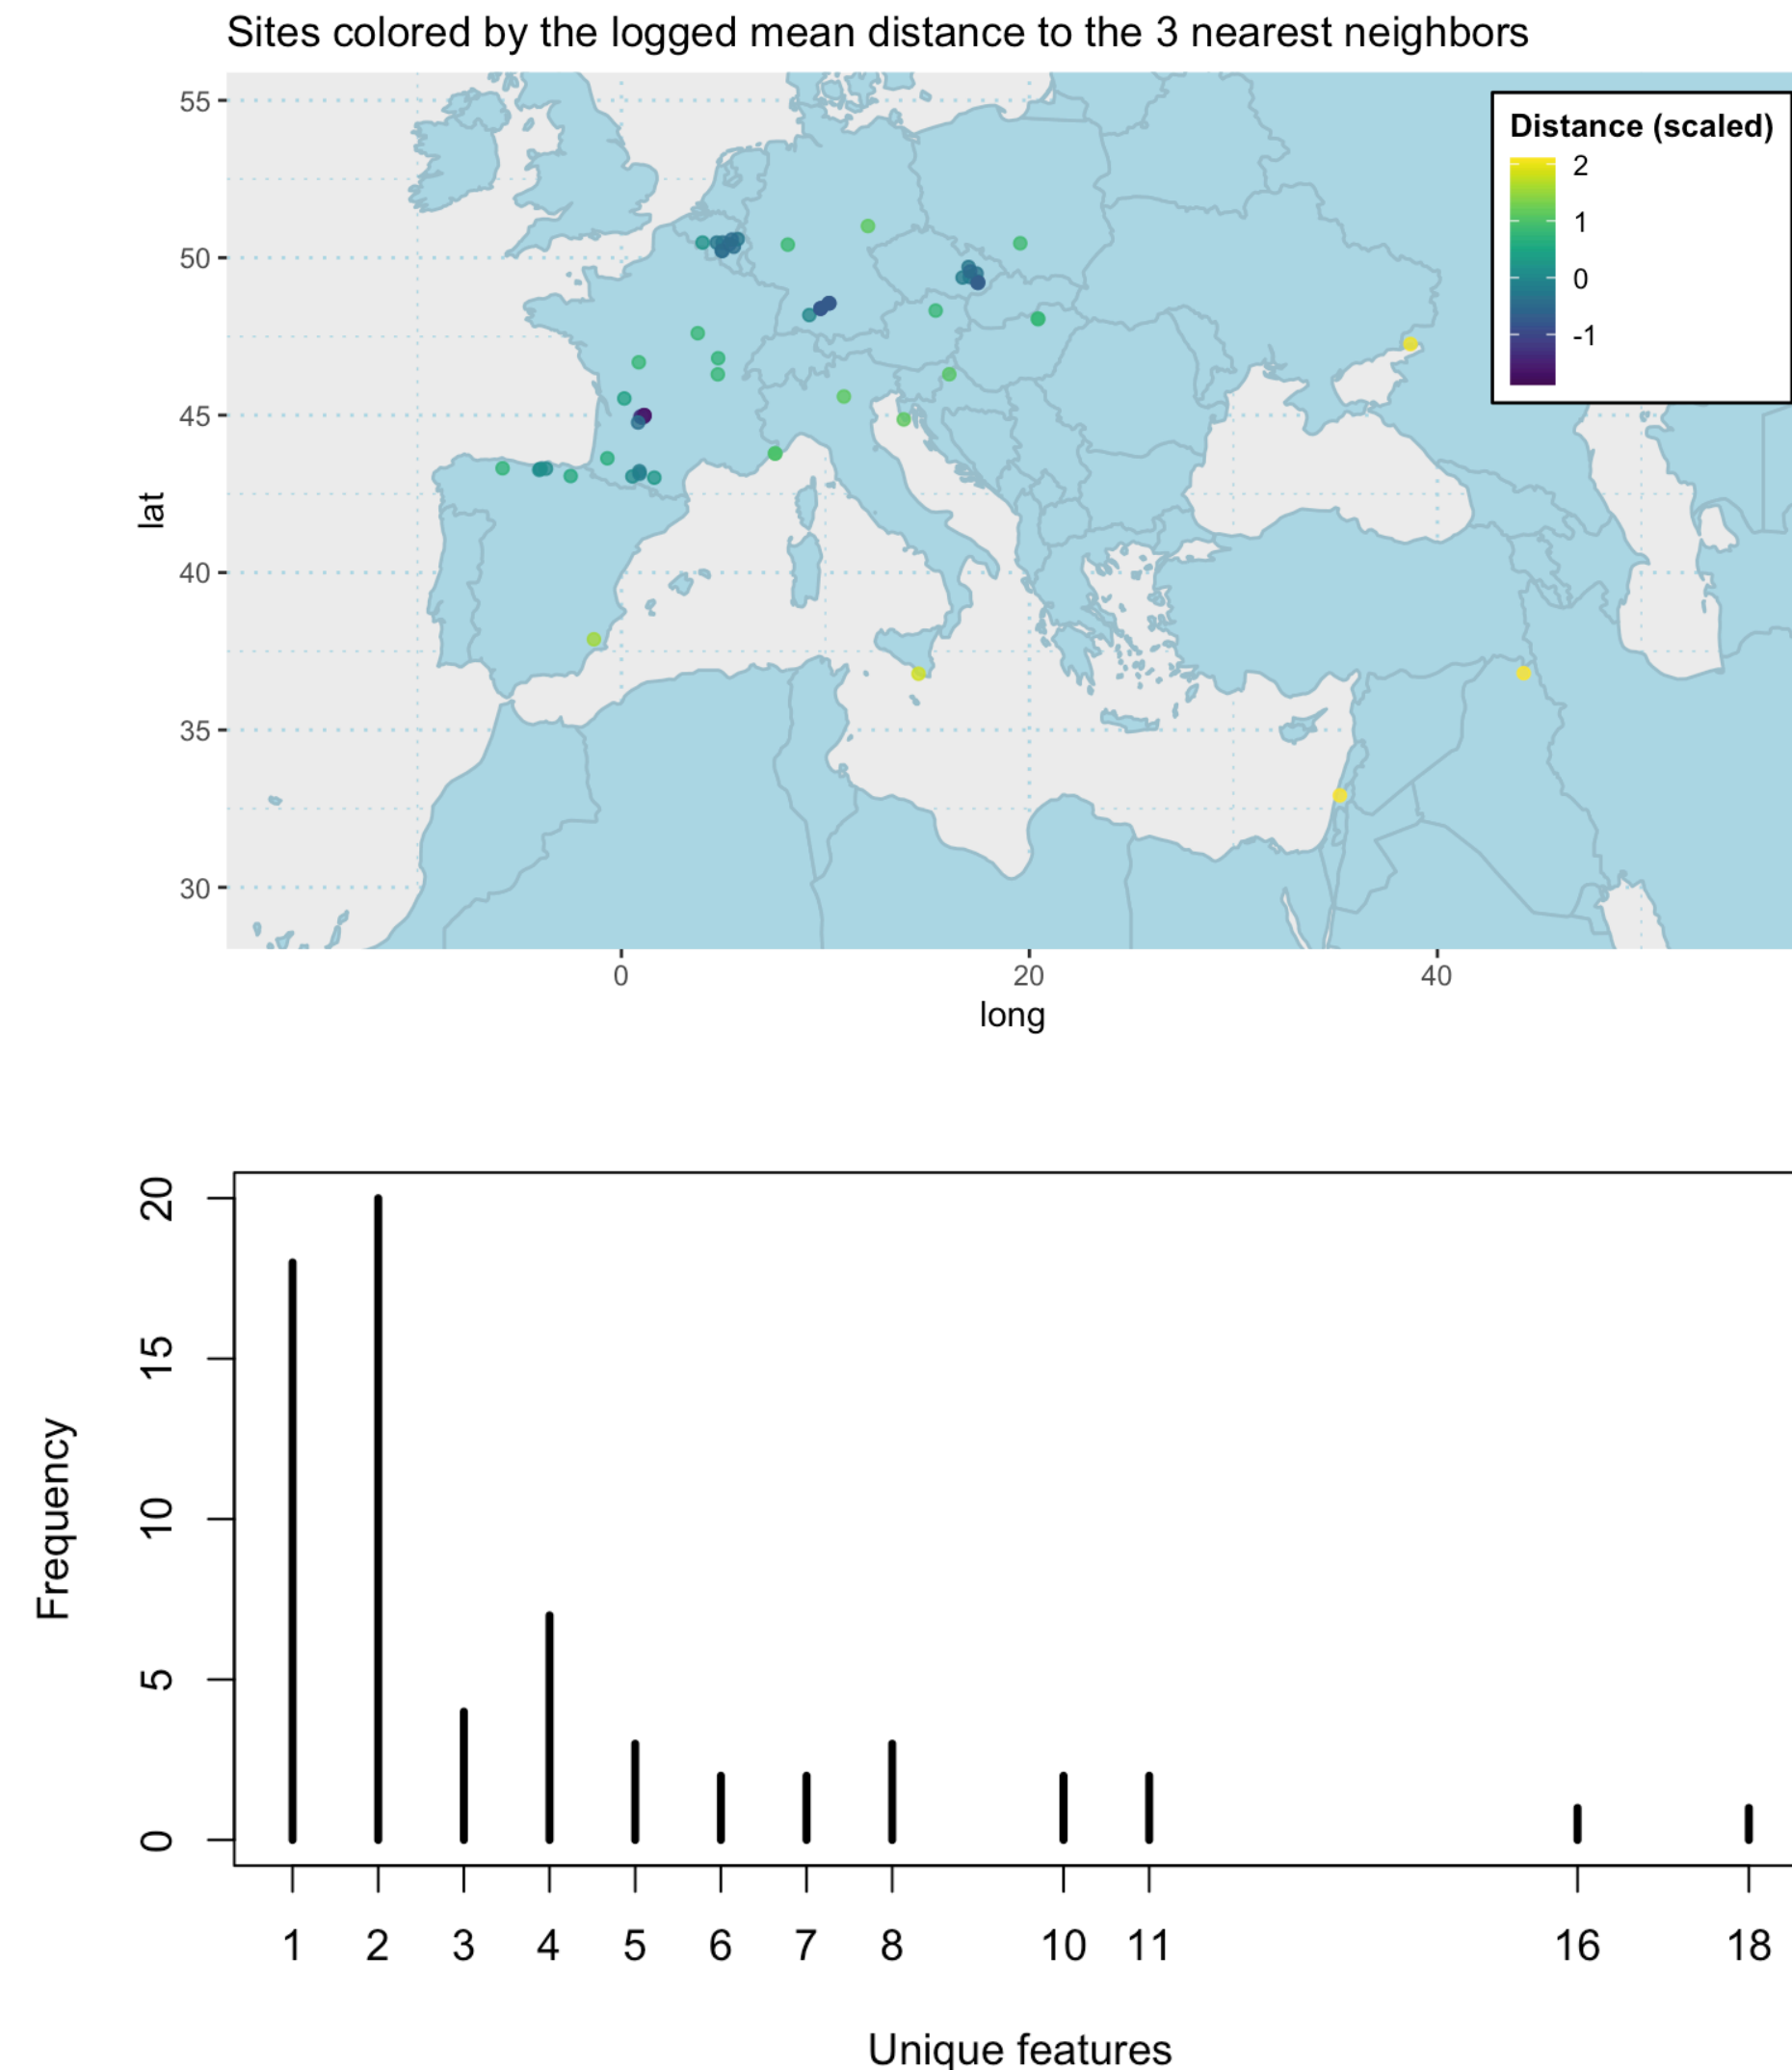 Sites colored by the logged mean distance to the 3 nearest neighbors
55
50
45
40
35
30
lat
Distance (scaled)
2
1
0
-1
0 20 40
long
20
15
10
5
0
Frequency
1 2 3 4 5 6 7 8 10 11 16 18
Unique features